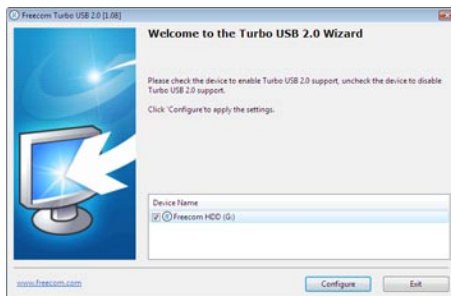 Freecom Turbo USB 2.0 [1.08]
Welcome to the Turbo USB 2.0 Wizard
Please check the device to enable Turbo USB 2.0 support, uncheck the device to disable
Turbo USB 2.0 support.
Click 'Configure' to apply the settings.
Device Name
Freecom HDD (G:)
www.freecom.com
Configure
Exit